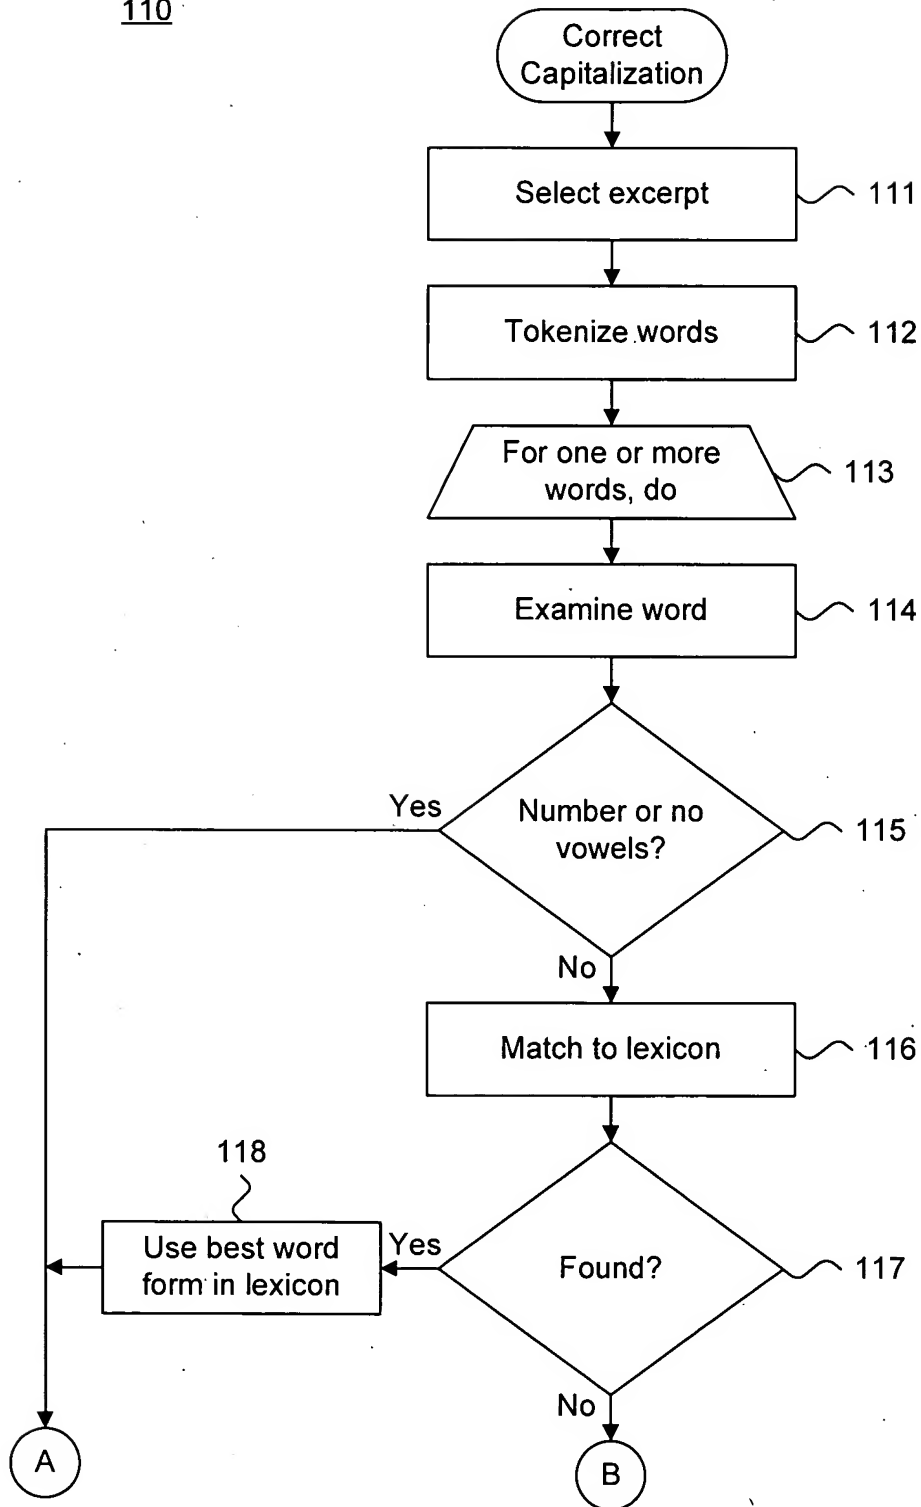 110
Correct
Capitalization
Select excerpt
111
Tokenize words
112
For one or more
words, do
113
Examine word
114
Yes
Number or no
vowels?
115
No
Match to lexicon
116
118
Use best word
form in lexicon
Yes
Found?
117
No
A
B